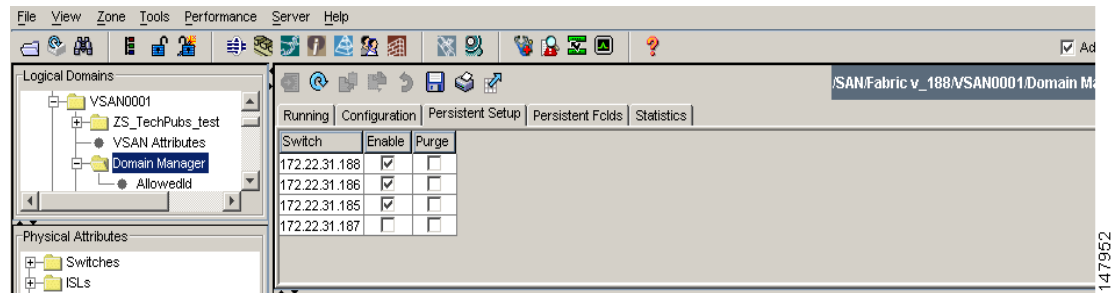 File View Zone Tools Performance Server Help
Ad
Logical Domains
VSAN0001
ZS_TechPubs_test
VSAN Attributes
Domain Manager
AllowedId
/SAN/Fabric v_188/VSAN0001/Domain Ma
Running Configuration Persistent Setup Persistent FcIds Statistics
Switch Enable Purge
172.22.31.188
172.22.31.186
172.22.31.185
172.22.31.187
Physical Attributes
Switches
ISLs
147952